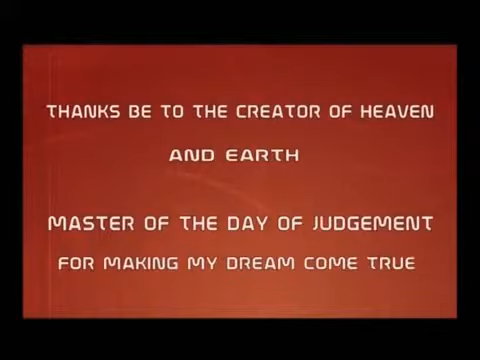 THANKS BE TO THE CREATOR OF HEAVEN
AND EARTH
MASTER OF THE DAY OF JUDGEMENT
FOR MAKING MY DREAM COME TRUE